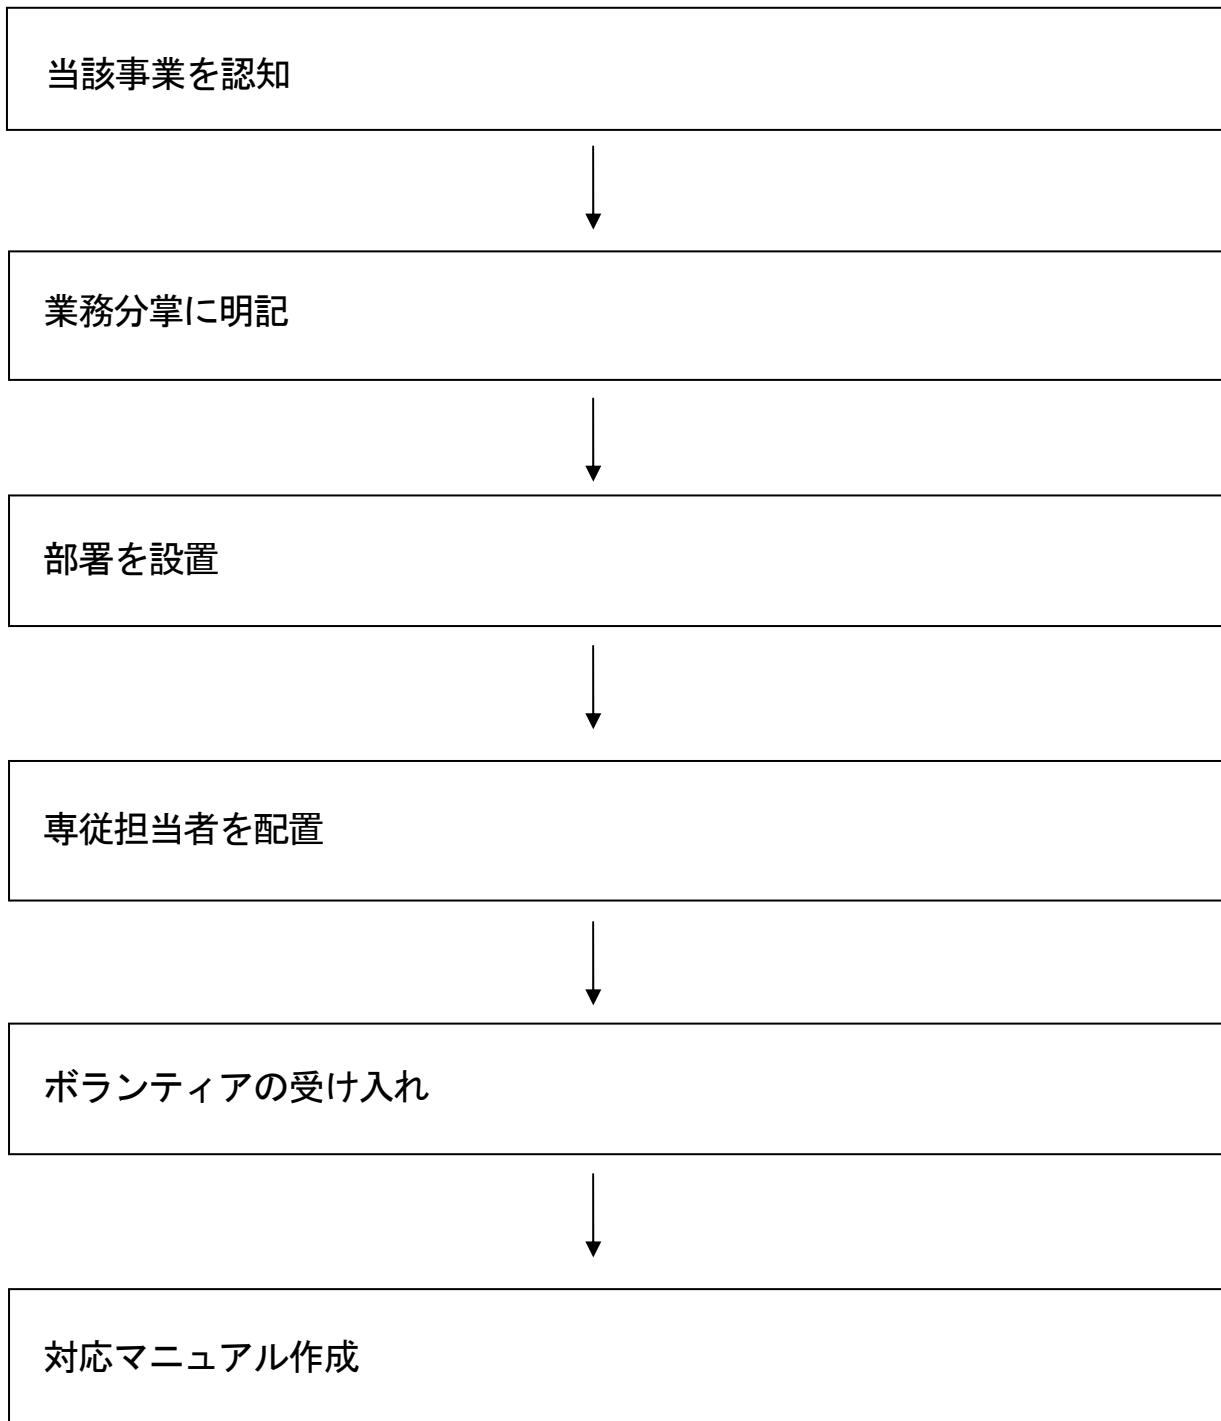 当該事業を認知
業務分掌に明記
部署を設置
専従担当者を配置
ボランティアの受け入れ
対応マニュアル作成